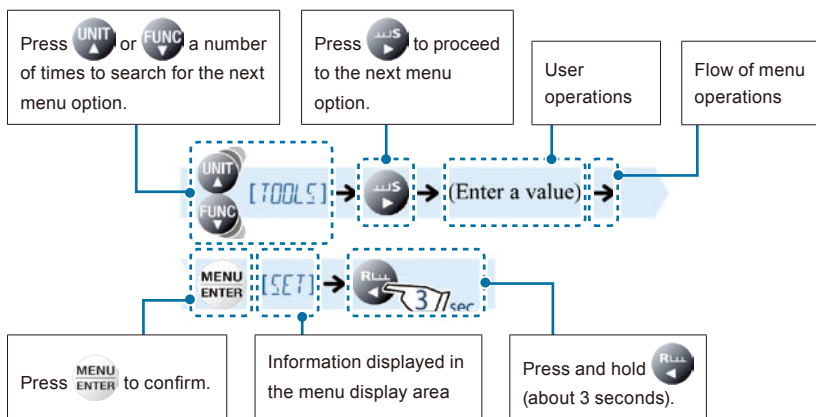 Press UNIT or FUNC a number
of times to search for the next
menu option.
Press ▶ to proceed
to the next menu
option.
User
operations
Flow of menu
operations
UNIT
FUNC
[TOOLS]
(Enter a value)
MENU
ENTER
[SET]
3 sec
Press MENU
ENTER to confirm.
Information displayed in
the menu display area
Press and hold
(about 3 seconds).